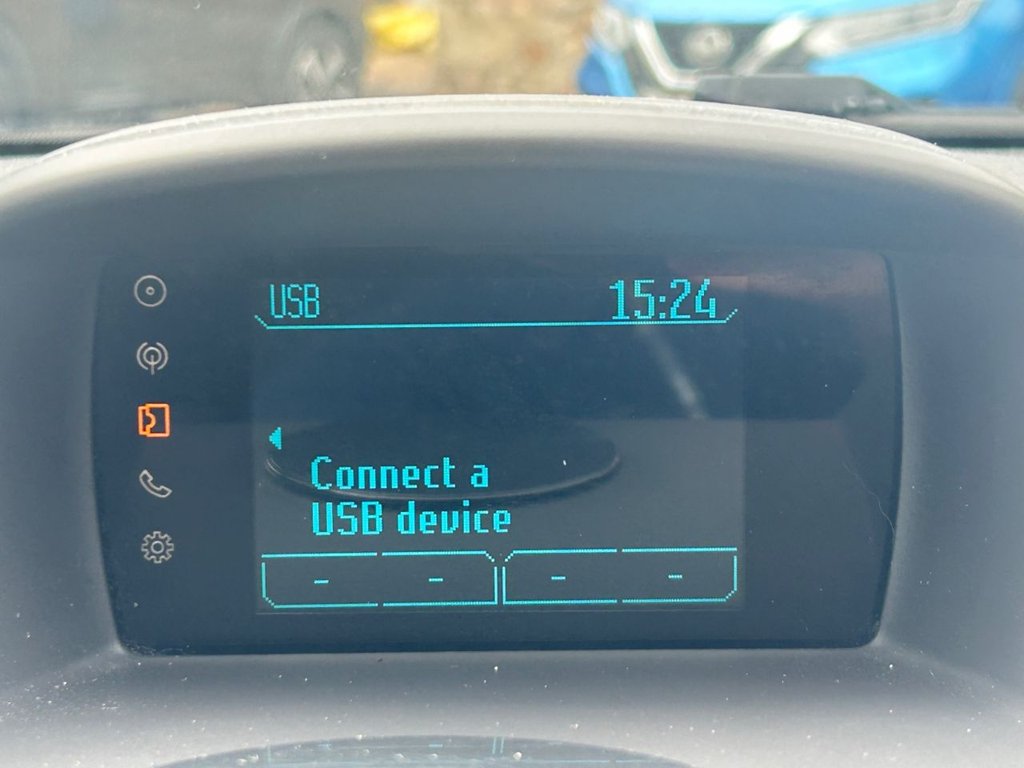 USB
15:24
Connect a
USB device
- - - -